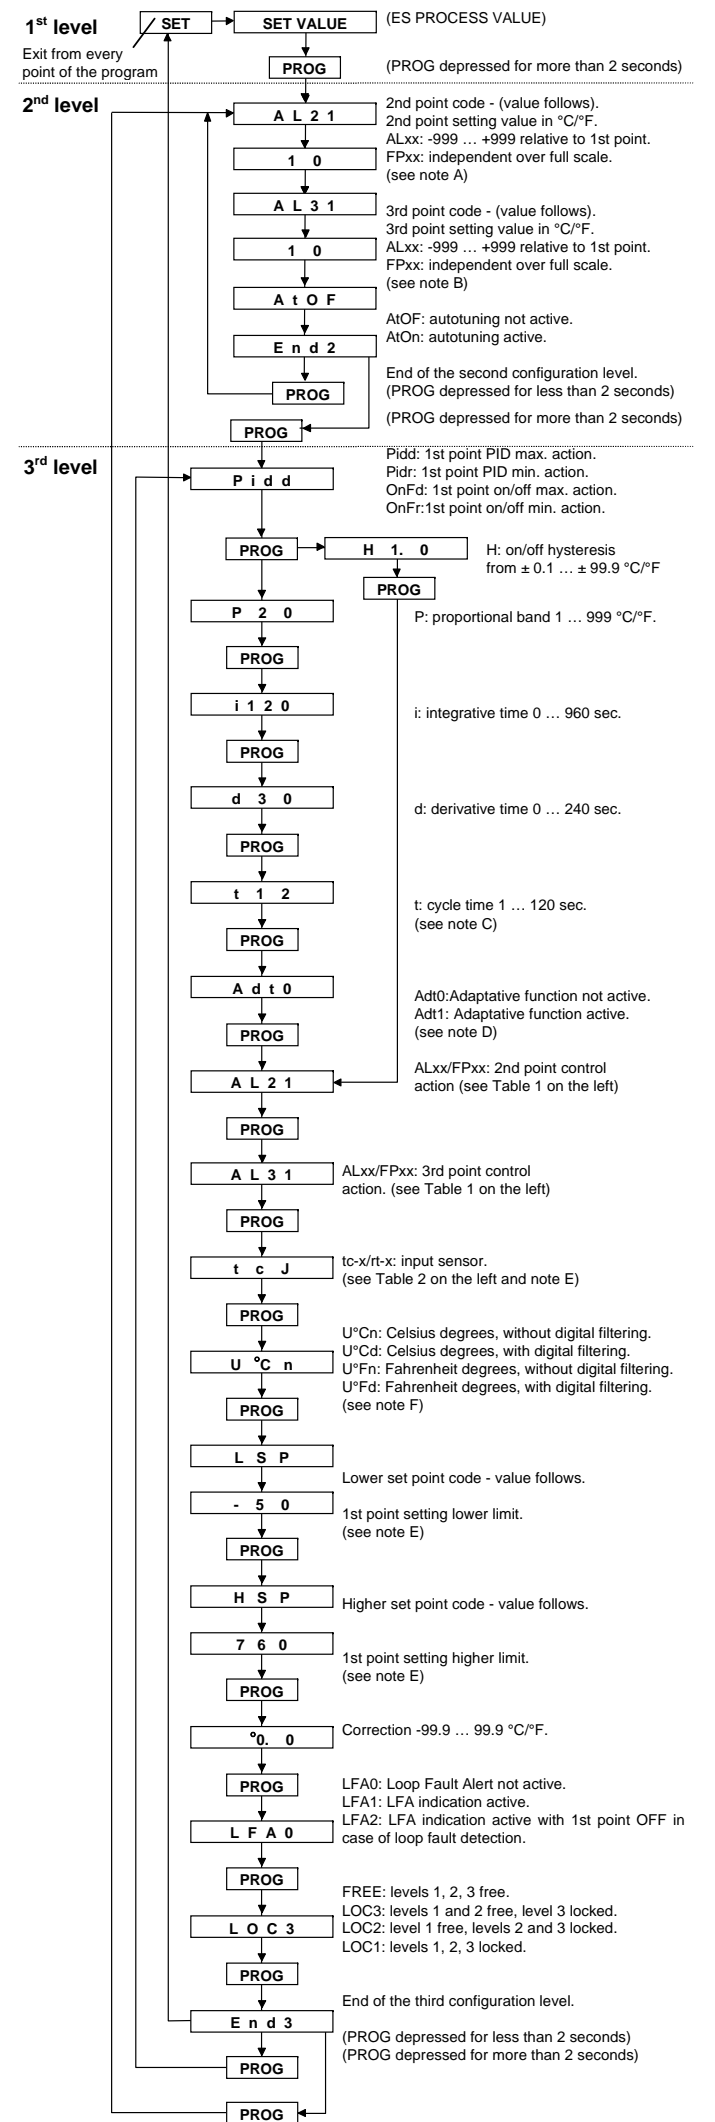 1st level
SET
SET VALUE
(ES PROCESS VALUE)
Exit from every
point of the program
PROG
(PROG depressed for more than 2 seconds)
2nd level
A L 2 1
2nd point code - (value follows).
2nd point setting value in °C/°F.
ALxx: -999 … +999 relative to 1st point.
FPxx: independent over full scale.
(see note A)
1 0
A L 3 1
3rd point code - (value follows).
3rd point setting value in °C/°F.
ALxx: -999 … +999 relative to 1st point.
FPxx: independent over full scale.
(see note B)
1 0
A t O F
AtOF: autotuning not active.
AtOn: autotuning active.
E n d 2
End of the second configuration level.
(PROG depressed for less than 2 seconds)
PROG
(PROG depressed for more than 2 seconds)
PROG
3rd level
P i d d
Pidd: 1st point PID max. action.
Pidr: 1st point PID min. action.
OnFd: 1st point on/off max. action.
OnFr:1st point on/off min. action.
PROG
H 1. 0
H: on/off hysteresis
from ± 0.1 … ± 99.9 °C/°F
PROG
P 2 0
P: proportional band 1 … 999 °C/°F.
PROG
i 1 2 0
i: integrative time 0 … 960 sec.
PROG
d 3 0
d: derivative time 0 … 240 sec.
PROG
t 1 2
t: cycle time 1 … 120 sec.
(see note C)
PROG
A d t 0
Adt0:Adaptative function not active.
Adt1: Adaptative function active.
(see note D)
PROG
A L 2 1
ALxx/FPxx: 2nd point control
action (see Table 1 on the left)
PROG
A L 3 1
ALxx/FPxx: 3rd point control
action. (see Table 1 on the left)
PROG
t c J
tc-x/rt-x: input sensor.
(see Table 2 on the left and note E)
PROG
U °C n
U°Cn: Celsius degrees, without digital filtering.
U°Cd: Celsius degrees, with digital filtering.
U°Fn: Fahrenheit degrees, without digital filtering.
U°Fd: Fahrenheit degrees, with digital filtering.
(see note F)
PROG
L S P
Lower set point code - value follows.
- 5 0
1st point setting lower limit.
(see note E)
PROG
H S P
Higher set point code - value follows.
7 6 0
1st point setting higher limit.
(see note E)
PROG
°0. 0
Correction -99.9 … 99.9 °C/°F.
PROG
LFA0: Loop Fault Alert not active.
LFA1: LFA indication active.
LFA2: LFA indication active with 1st point OFF in
case of loop fault detection.
L F A 0
PROG
FREE: levels 1, 2, 3 free.
LOC3: levels 1 and 2 free, level 3 locked.
LOC2: level 1 free, levels 2 and 3 locked.
LOC1: levels 1, 2, 3 locked.
L O C 3
PROG
End of the third configuration level.
E n d 3
(PROG depressed for less than 2 seconds)
(PROG depressed for more than 2 seconds)
PROG
PROG